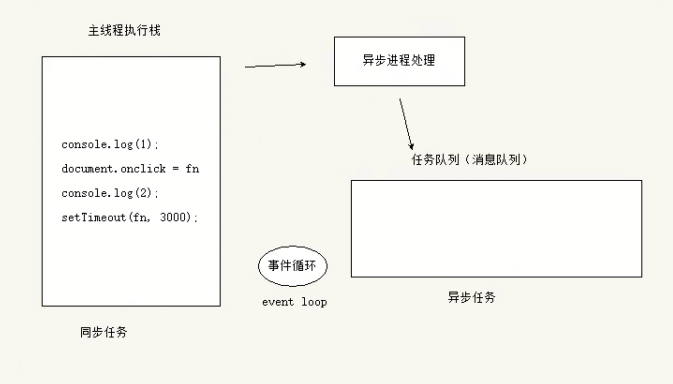 主线程执行栈
异步进程处理
console.log(1);
document.onclick = fn
console.log(2);
setTimeout(fn, 3000);
任务队列（消息队列）
事件循环
event loop
异步任务
同步任务